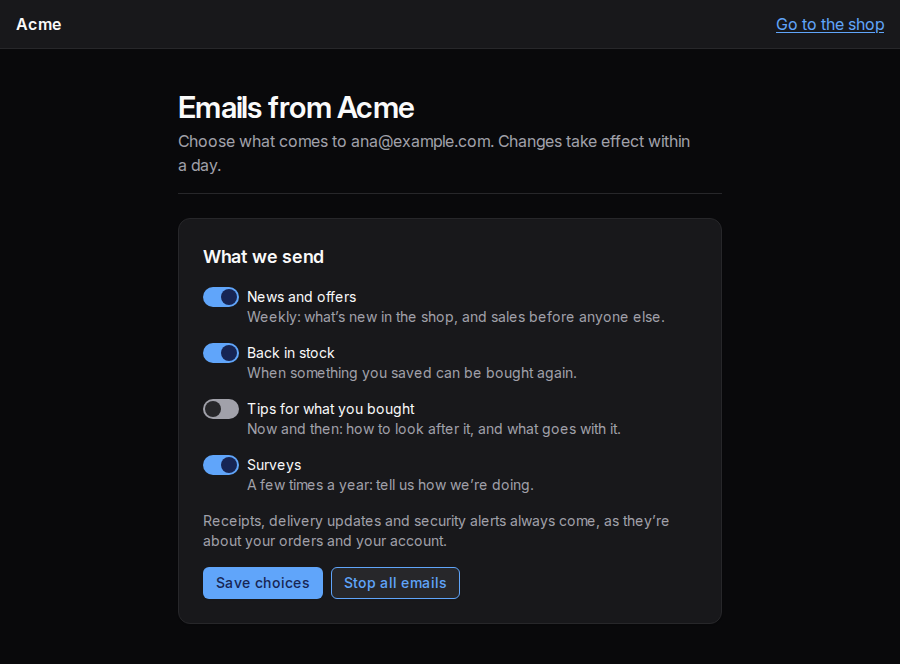 Acme
Go to the shop
Emails from Acme
Choose what comes to ana@example.com. Changes take effect within
a day.
What we send
News and offers
Weekly: what’s new in the shop, and sales before anyone else.
Back in stock
When something you saved can be bought again.
Tips for what you bought
Now and then: how to look after it, and what goes with it.
Surveys
A few times a year: tell us how we’re doing.
Receipts, delivery updates and security alerts always come, as they’re
about your orders and your account.
Save choices
Stop all emails